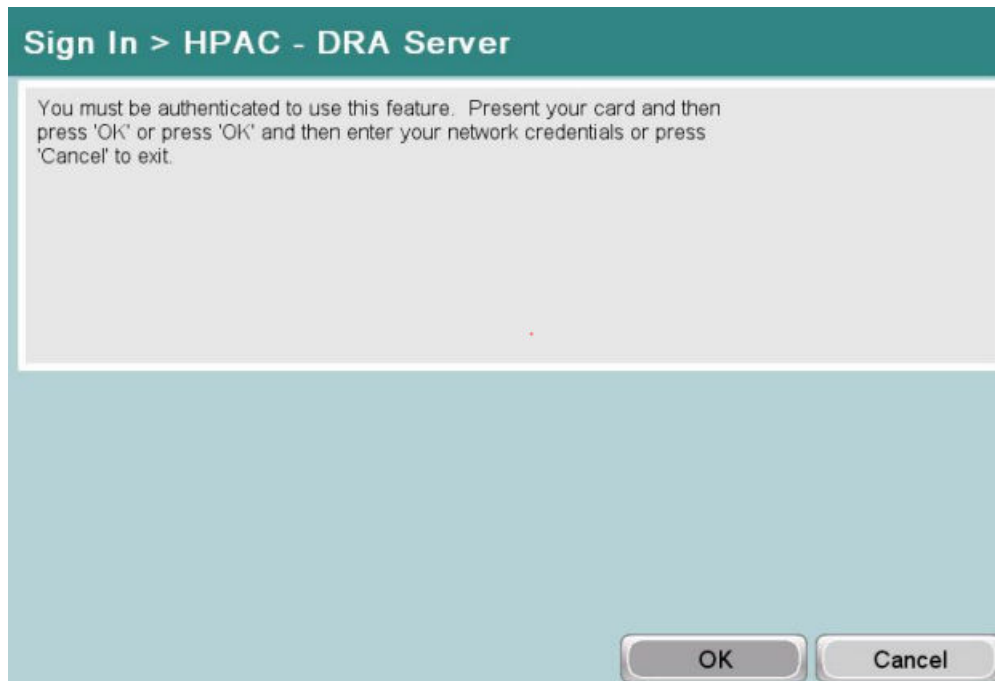 Sign In > HPAC - DRA Server
You must be authenticated to use this feature.  Present your card and then
press 'OK' or press 'OK' and then enter your network credentials or press
'Cancel' to exit.
OK
Cancel